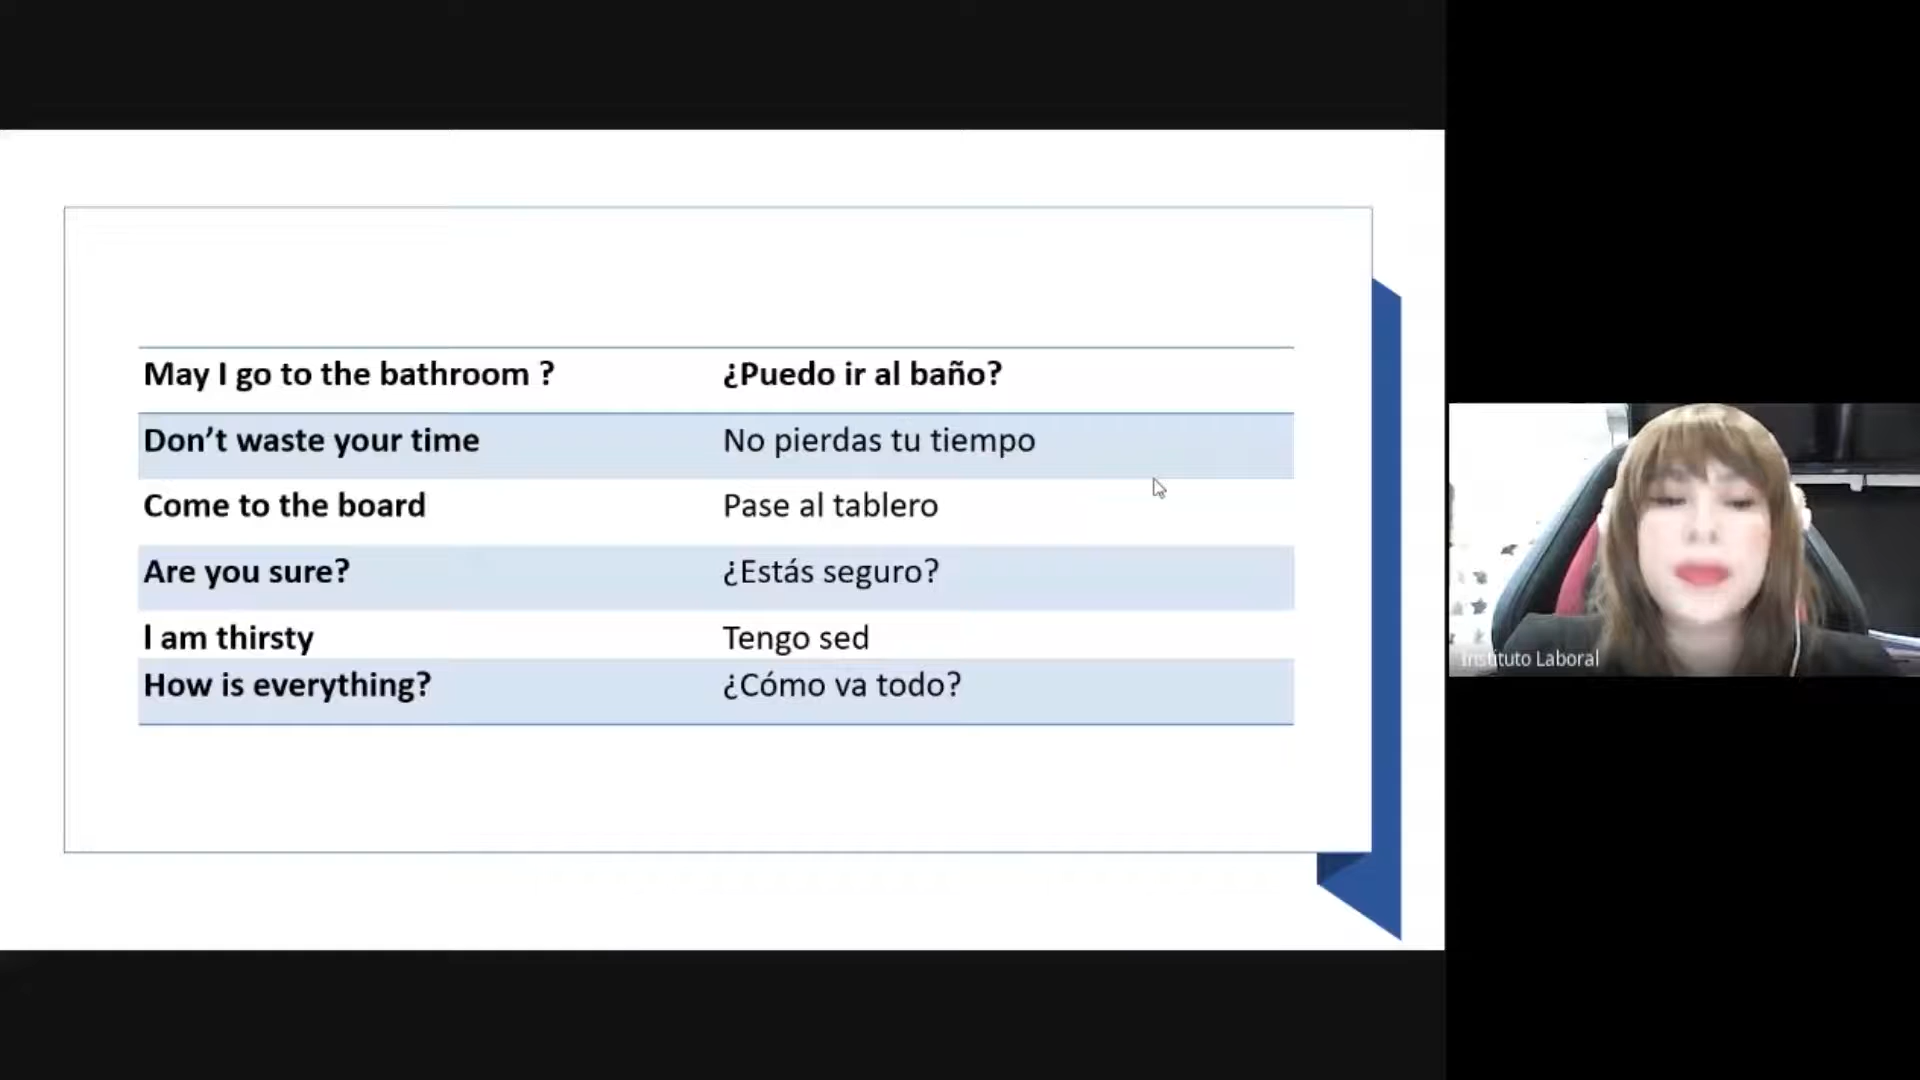 May I go to the bathroom ? ¿Puedo ir al baño?
Don’t waste your time No pierdas tu tiempo
Come to the board Pase al tablero
Are you sure? ¿Estás seguro?
I am thirsty Tengo sed
How is everything? ¿Cómo va todo?
Instituto Laboral